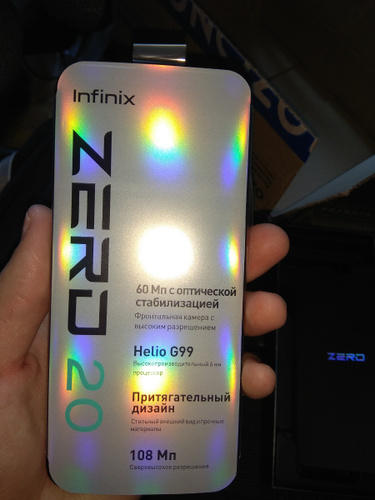 Infinix
ZERO 20
60 Мп с оптической
стабилизацией
Фронтальная камера с
высоким разрешением
Helio G99
Высокопроизводительный 6 нм
процессор
Притягательный
дизайн
Стильный внешний вид и прочные
материалы
108 Мп
Сверхвысокое разрешение
ZERO